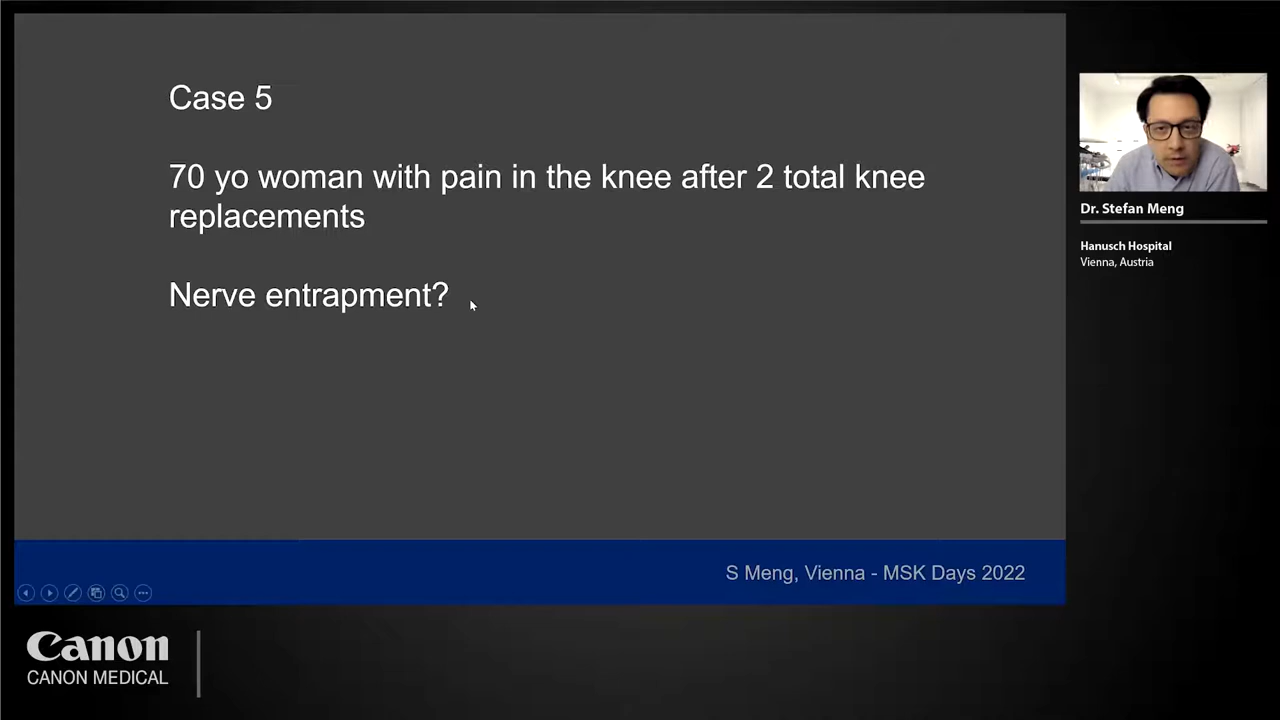 Case 5
70 yo woman with pain in the knee after 2 total knee
replacements
Nerve entrapment?
S Meng, Vienna - MSK Days 2022
Dr. Stefan Meng
Hanusch Hospital
Vienna, Austria
Canon
CANON MEDICAL